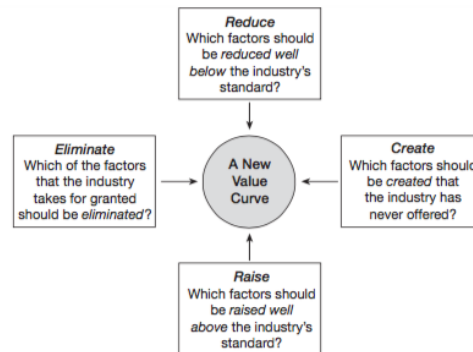 Reduce
Which factors should
be reduced well
below the industry's
standard?
Eliminate
Which of the factors
that the industry
takes for granted
should be eliminated?
A New
Value
Curve
Create
Which factors should
be created that
the industry has
never offered?
Raise
Which factors should
be raised well
above the industry's
standard?